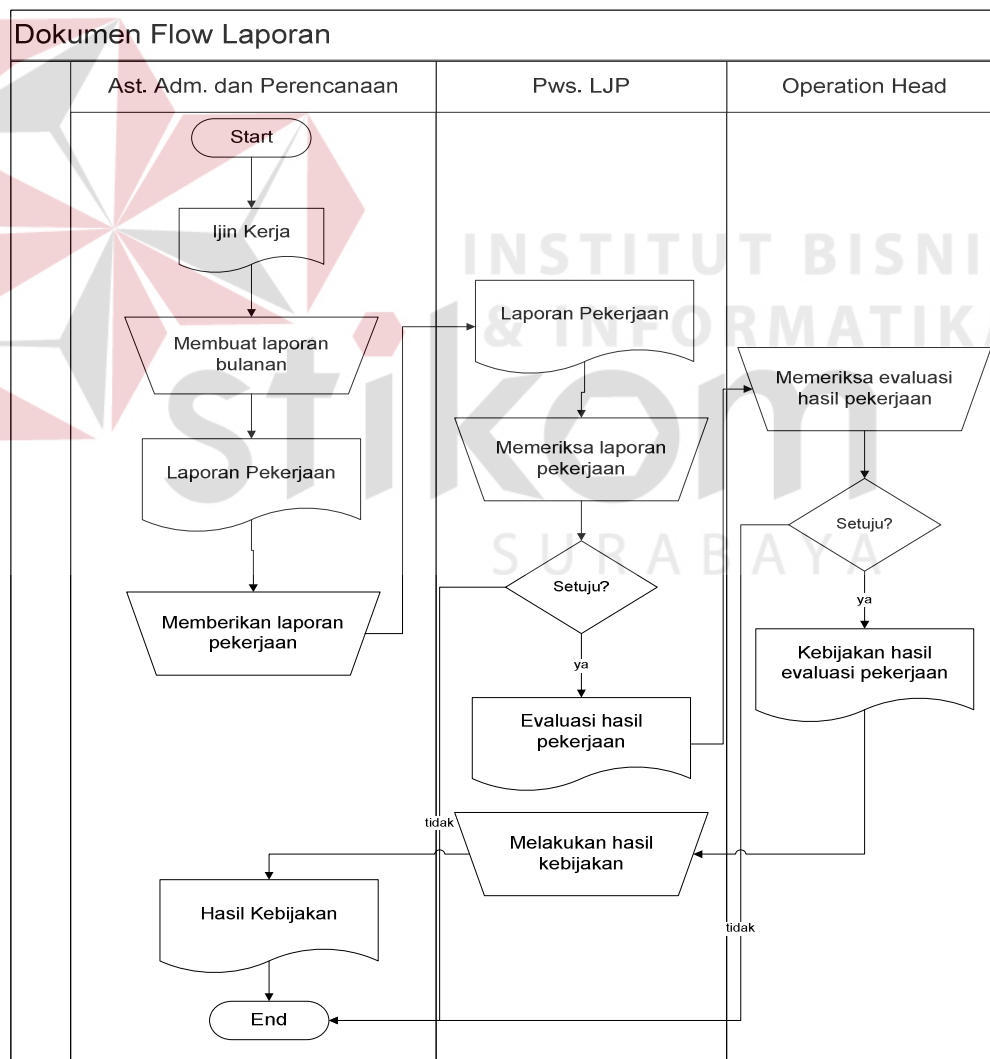 Dokumen Flow Laporan
Ast. Adm. dan Perencanaan
Pws. LJP
Operation Head
Start
Ijin Kerja
Membuat laporan
bulanan
Laporan Pekerjaan
Memberikan laporan
pekerjaan
Laporan Pekerjaan
Memeriksa laporan
pekerjaan
Setuju?
ya
Evaluasi hasil
pekerjaan
Memeriksa evaluasi
hasil pekerjaan
Setuju?
ya
Kebijakan hasil
evaluasi pekerjaan
tidak
Melakukan hasil
kebijakan
tidak
Hasil Kebijakan
End
INSTITUT BISNI
& INFORMATIKA
stikom
SURABAYA